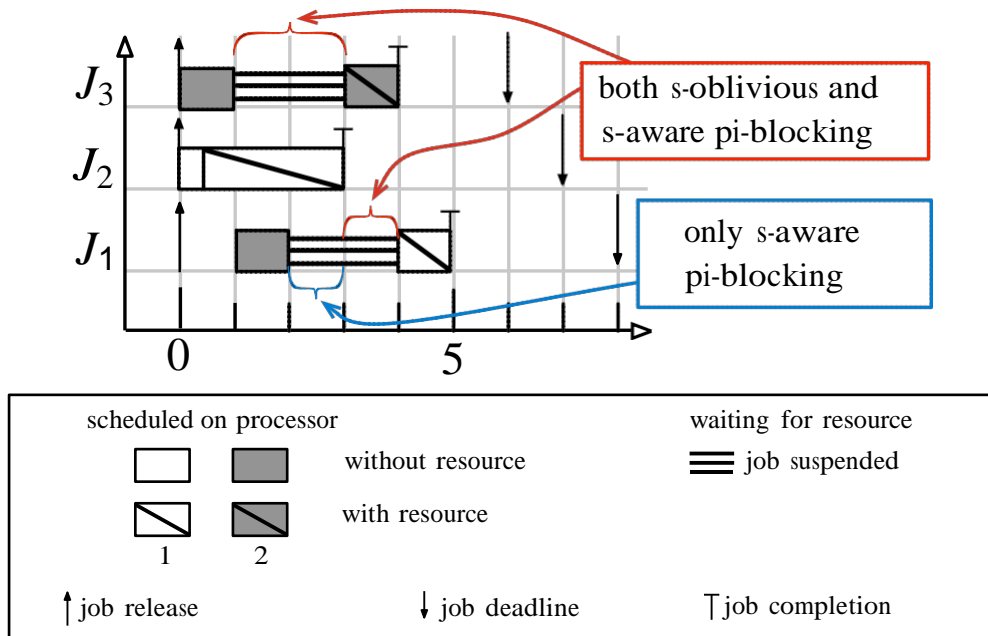 J3
both s-oblivious and
s-aware pi-blocking
J2
J1
only s-aware
pi-blocking
0
5
scheduled on processor
waiting for resource
without resource
job suspended
with resource
1
2
job release
job deadline
job completion